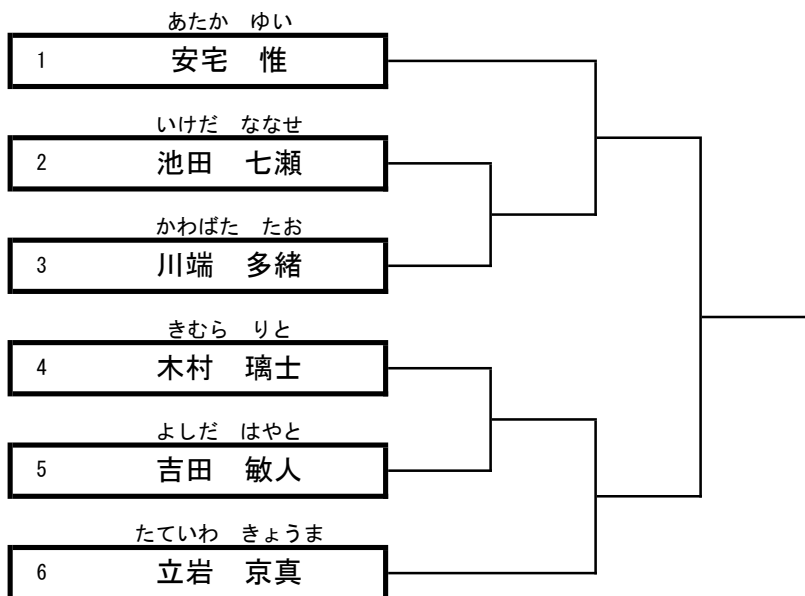 あたか　ゆい
1　安宅　惟
いけだ　ななせ
2　池田　七瀬
かわばた　たお
3　川端　多緒
きむら　りと
4　木村　璃士
よしだ　はやと
5　吉田　敏人
たていわ　きょうま
6　立岩　京真